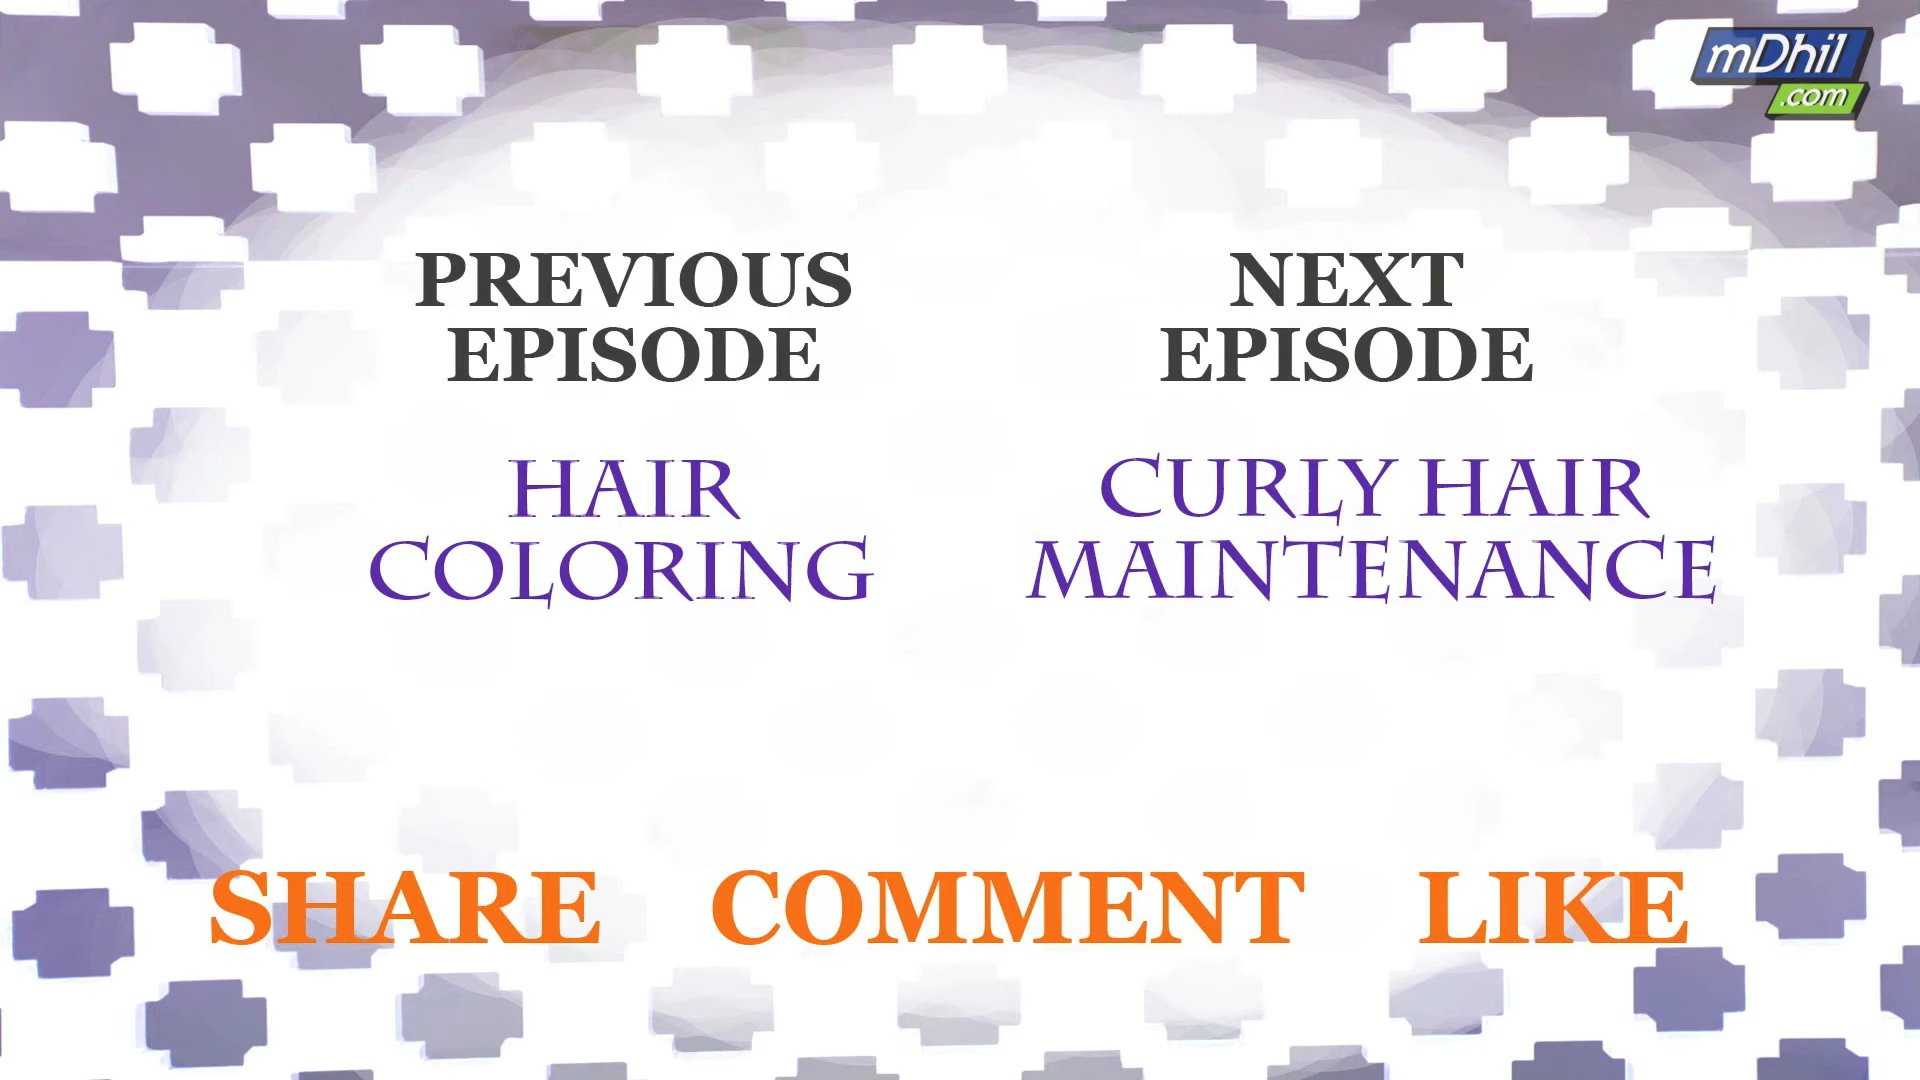 mDhil
.com
PREVIOUS
EPISODE
HAIR
COLORING
NEXT
EPISODE
CURLY HAIR
MAINTENANCE
SHARE COMMENT LIKE